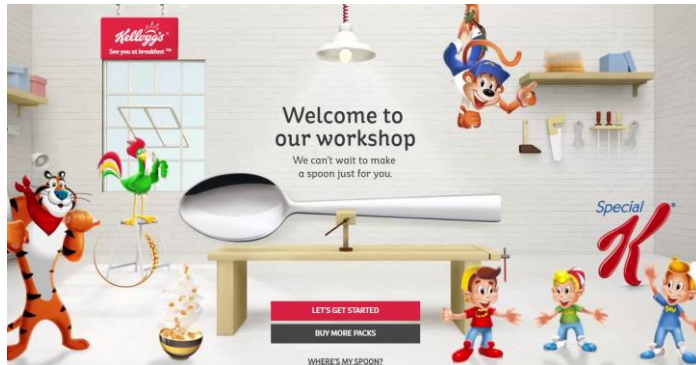 Kellogg's
See you at breakfast ™
Welcome to
our workshop
We can't wait to make
a spoon just for you.
Special
K®
LET'S GET STARTED
BUY MORE PACKS
WHERE'S MY SPOON?